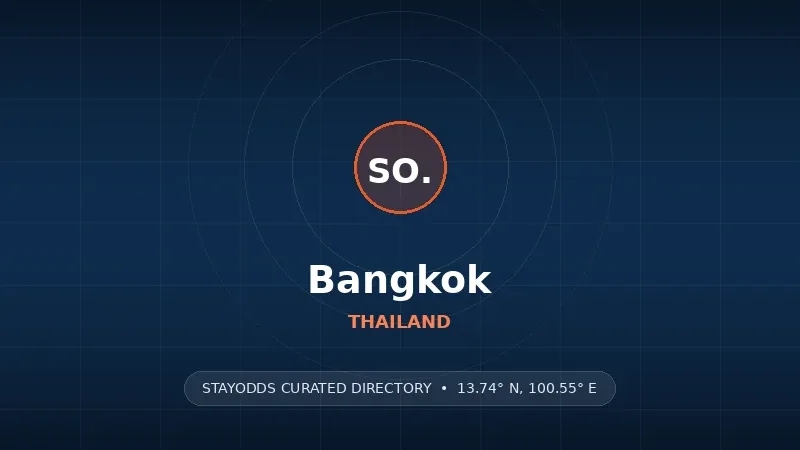 SO.
Bangkok
THAILAND
STAYODDS CURATED DIRECTORY • 13.74° N, 100.55° E